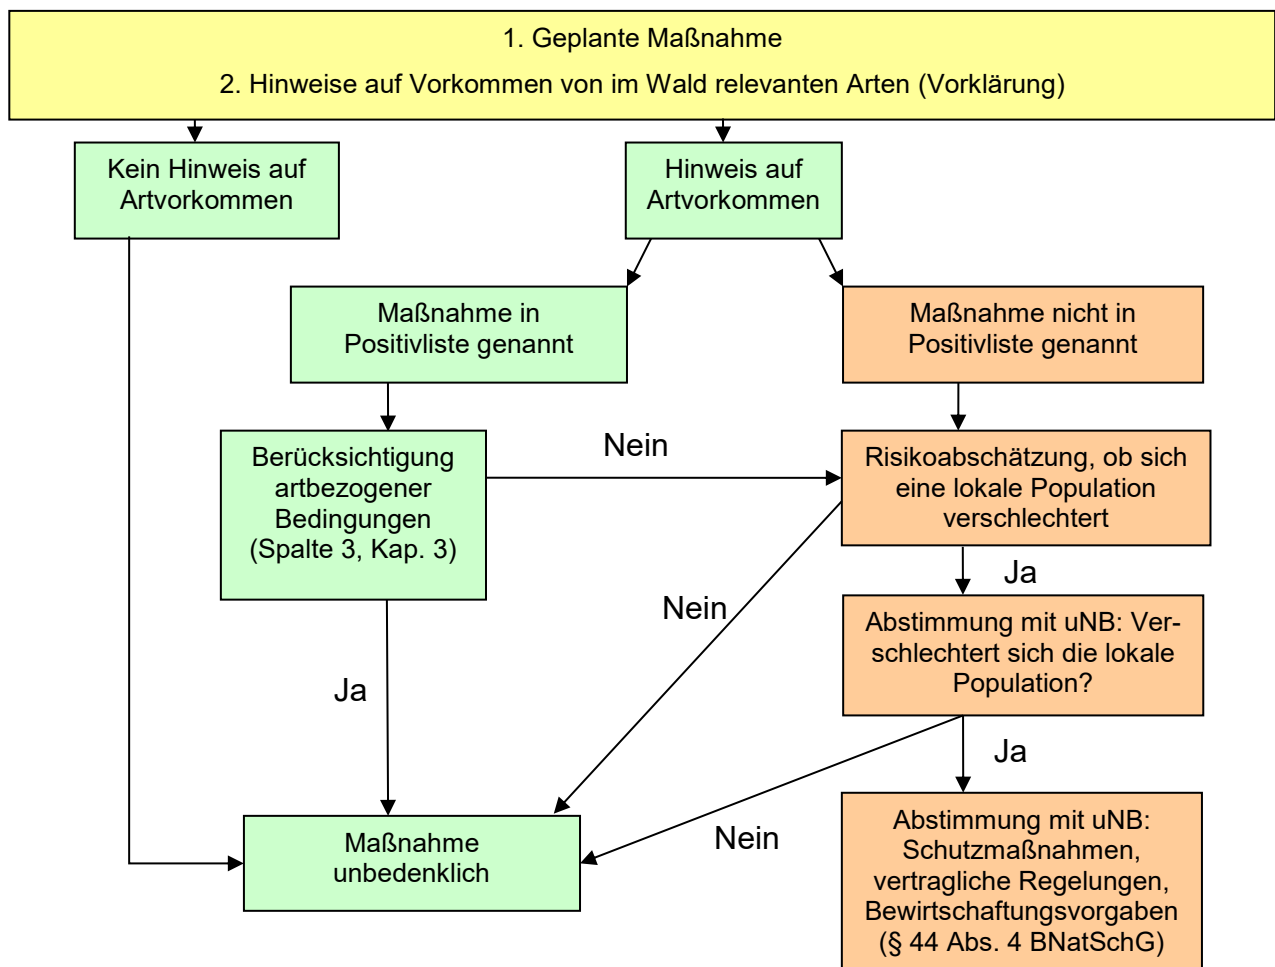 1. Geplante Maßnahme
2. Hinweise auf Vorkommen von im Wald relevanten Arten (Vorklärung)
Kein Hinweis auf
Artvorkommen
Hinweis auf
Artvorkommen
Maßnahme in
Positivliste genannt
Maßnahme nicht in
Positivliste genannt
Berücksichtigung
artbezogener
Bedingungen
(Spalte 3, Kap. 3)
Nein
Risikoabschätzung, ob sich
eine lokale Population
verschlechtert
Ja
Nein
Abstimmung mit uNB: Ver-
schlechtert sich die lokale
Population?
Ja
Ja
Nein
Maßnahme
unbedenklich
Abstimmung mit uNB:
Schutzmaßnahmen,
vertragliche Regelungen,
Bewirtschaftungsvorgaben
(§ 44 Abs. 4 BNatSchG)